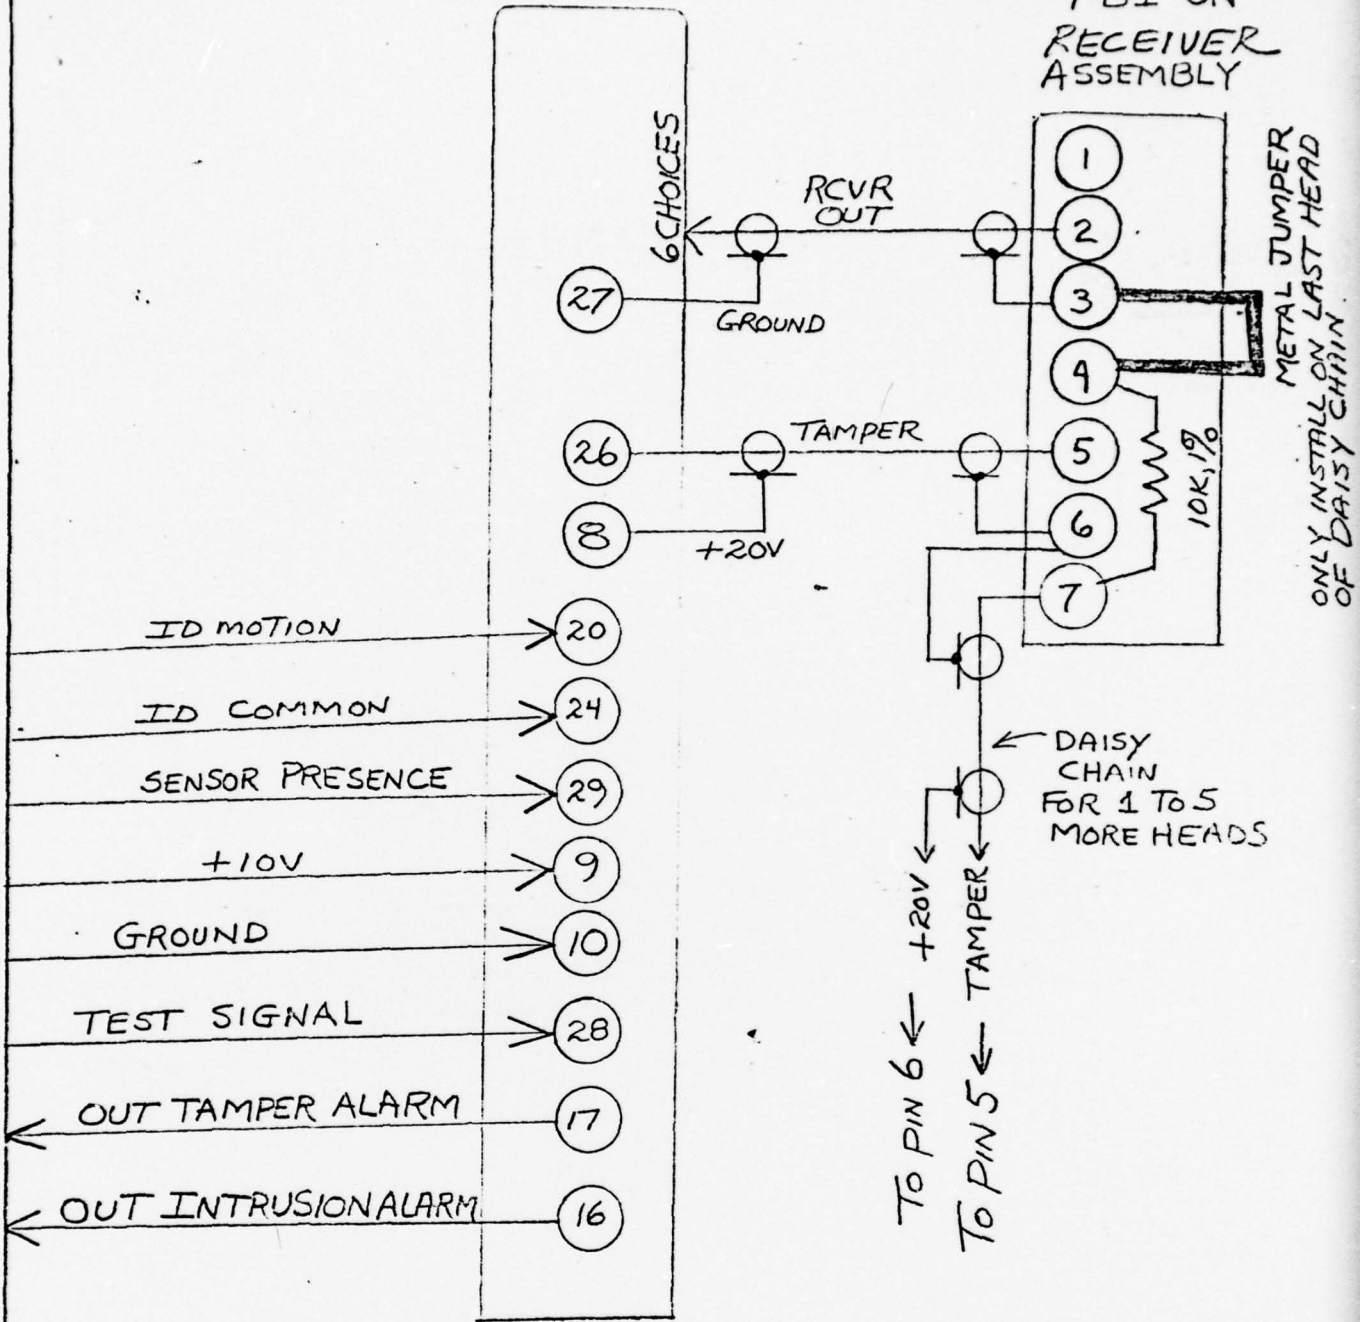 RECEIVER
ASSEMBLY
1
6 CHOICES
RCVR
OUT
2
27
GROUND
3
4
METAL JUMPER
ONLY INSTALL ON LAST HEAD
OF DAISY CHAIN
26
TAMPER
5
10K, 1%
8
+20V
6
7
ID MOTION
20
ID COMMON
24
DAISY
CHAIN
FOR 1 TO 5
MORE HEADS
SENSOR PRESENCE
29
+10V
9
GROUND
10
TEST SIGNAL
28
OUT TAMPER ALARM
17
OUT INTRUSION ALARM
16
TO PIN 6 ← +20V
TO PIN 5 ← TAMPER